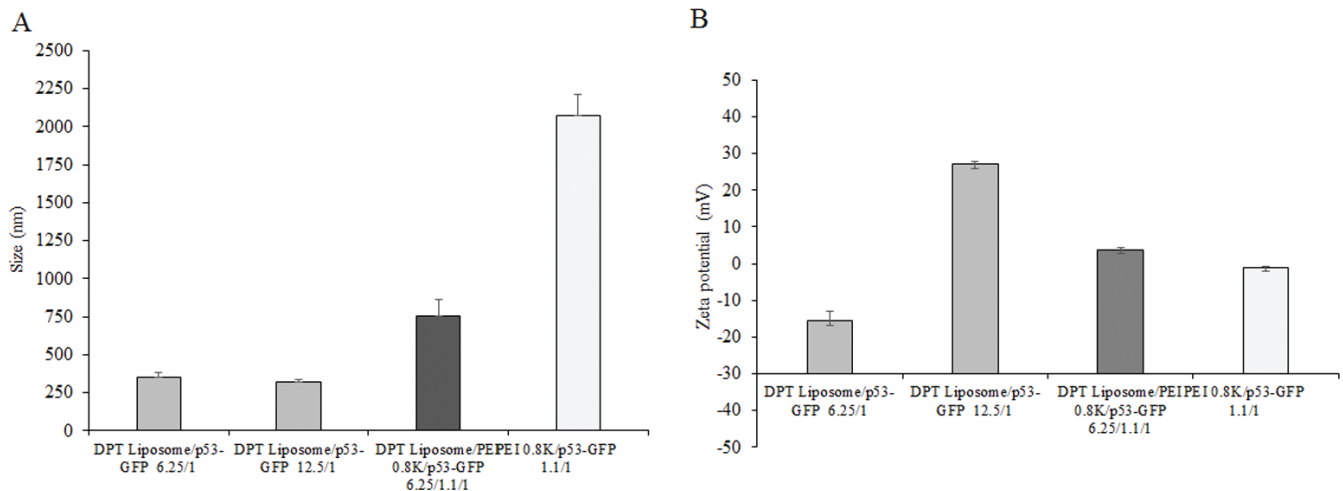 A
2500
2250
2000
1750
1500
1250
1000
750
500
250
0
Size (nm)
DPT Liposome/p53-
GFP 6.25/1
DPT Liposome/p53-
GFP 12.5/1
DPT Liposome/PEPEI 0.8K/p53-GFP
0.8K/p53-GFP
6.25/1.1/1
1.1/1
B
50
40
30
20
10
0
-10
-20
-30
-40
-50
Zeta potential (mV)
DPT Liposome/p53-
GFP 6.25/1
DPT Liposome/p53-
GFP 12.5/1
DPT Liposome/PEIPEI 0.8K/p53-GFP
0.8K/p53-GFP
6.25/1.1/1
1.1/1